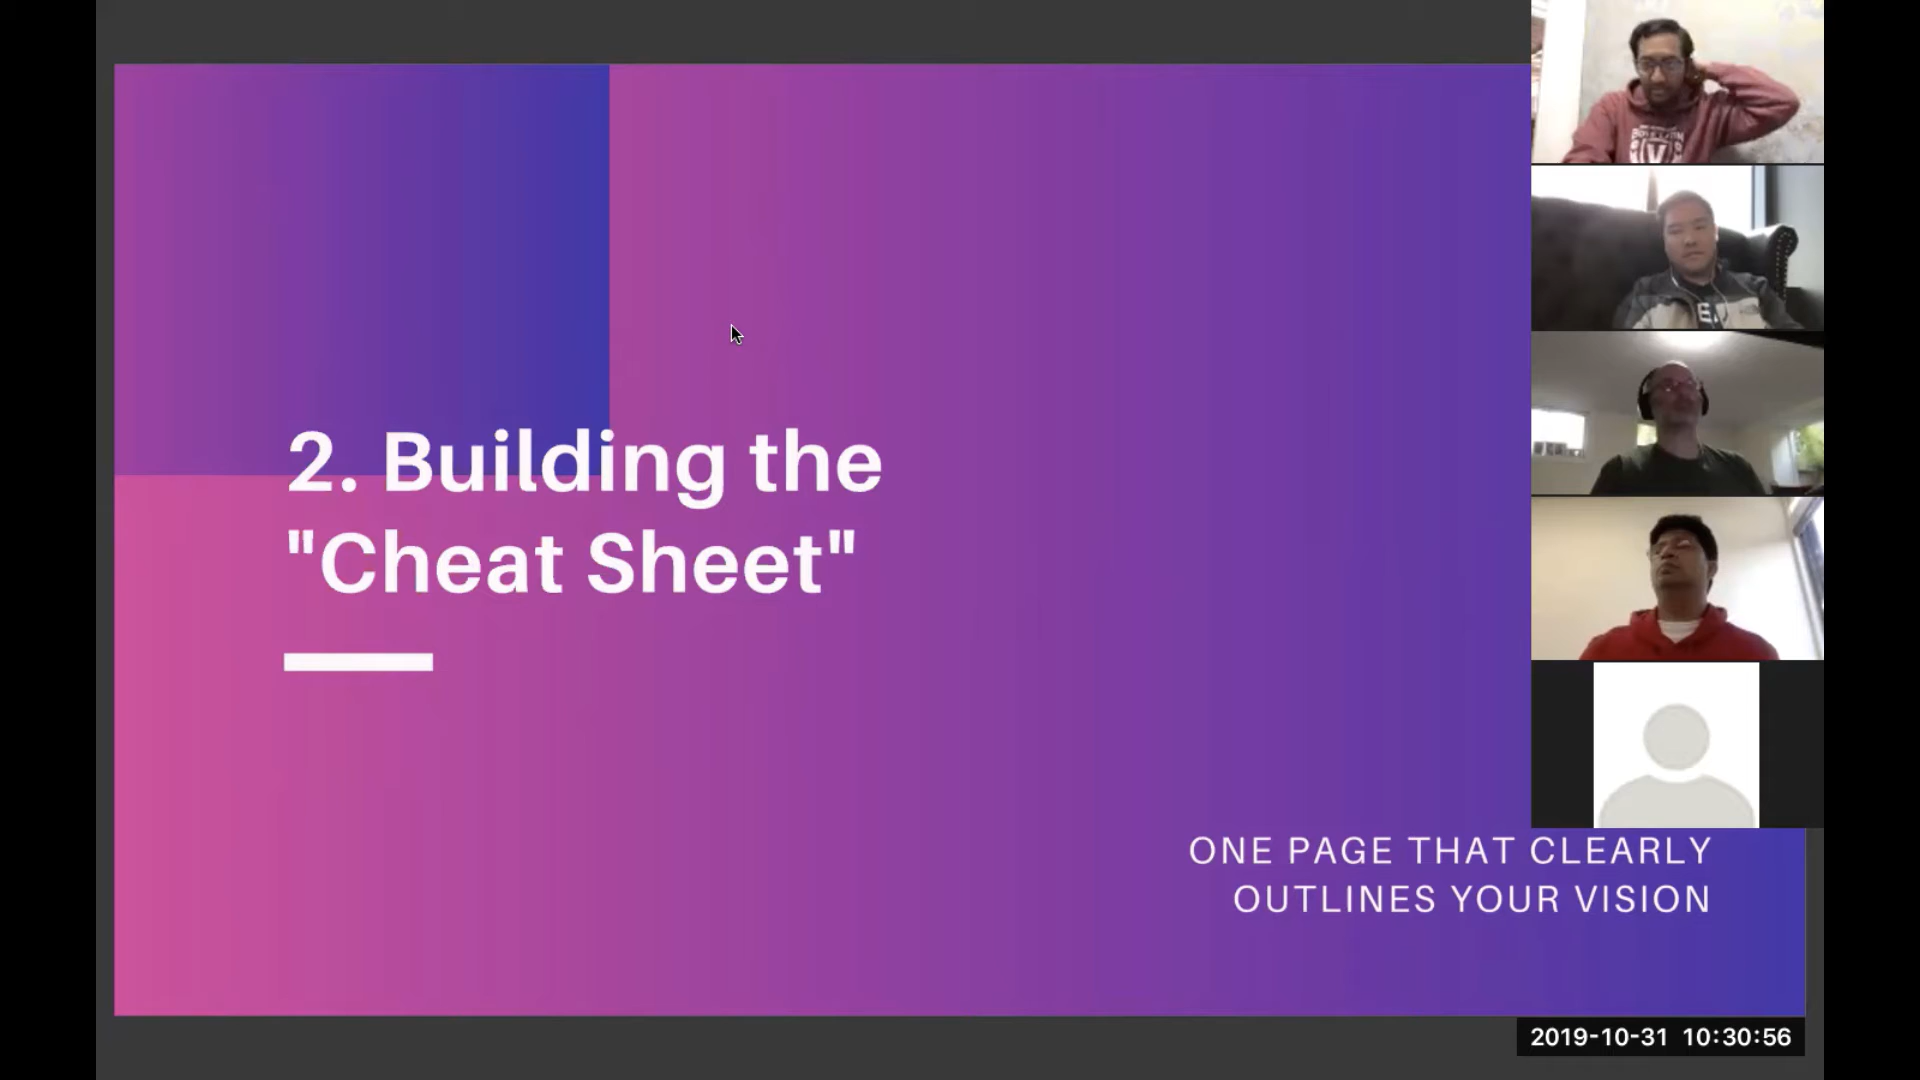 2. Building the
"Cheat Sheet"
ONE PAGE THAT CLEARLY
OUTLINES YOUR VISION
2019-10-31 10:30:56